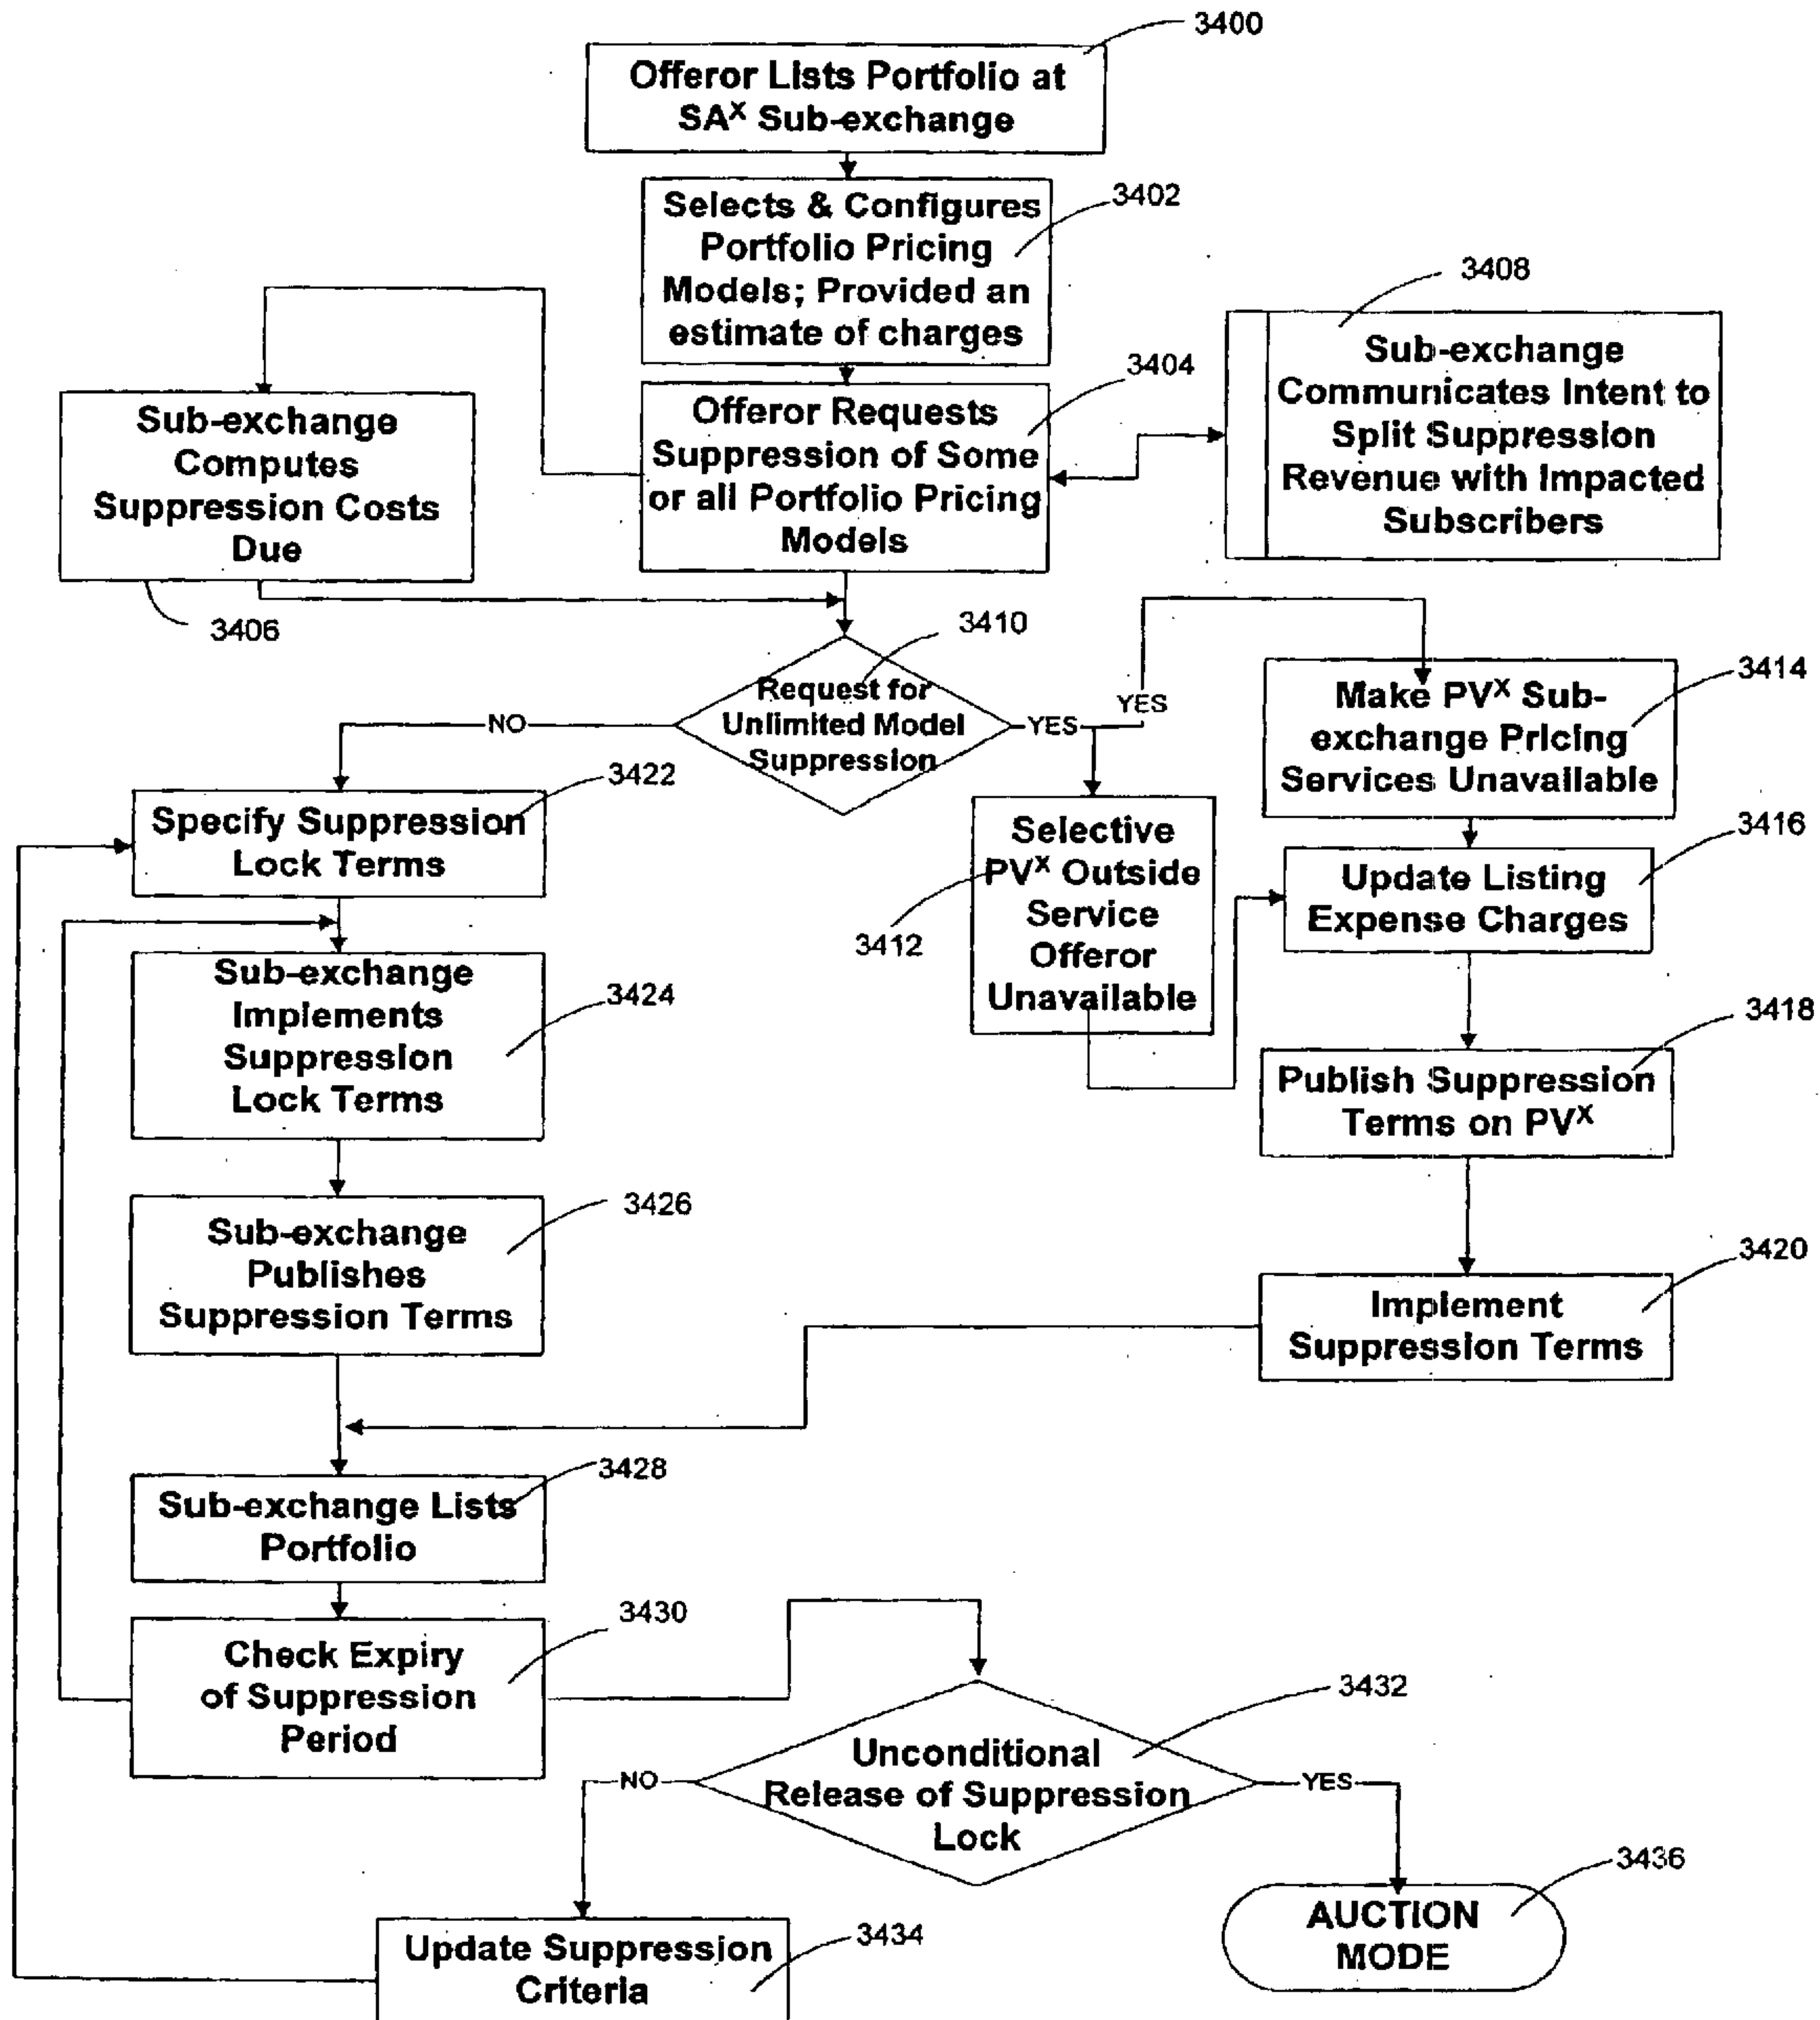 3400
Offeror Lists Portfolio at
SAX Sub-exchange
Selects & Configures
Portfolio Pricing
Models; Provided an
estimate of charges
3402
3408
Sub-exchange
Communicates Intent to
Split Suppression
Revenue with Impacted
Subscribers
3404
Offeror Requests
Suppression of Some
or all Portfolio Pricing
Models
Sub-exchange
Computes
Suppression Costs
Due
3406
3410
Request for
Unlimited Model
Suppression
NO
YES
YES
3414
Make PVX Sub-
exchange Pricing
Services Unavailable
3422
Specify Suppression
Lock Terms
Selective
PVX Outside
Service
Offeror
Unavailable
3412
3416
Update Listing
Expense Charges
Sub-exchange
Implements
Suppression
Lock Terms
3424
3418
Publish Suppression
Terms on PVX
3426
Sub-exchange
Publishes
Suppression Terms
3420
Implement
Suppression Terms
3428
Sub-exchange Lists
Portfolio
3430
Check Expiry
of Suppression
Period
3432
Unconditional
Release of Suppression
Lock
NO
YES
3436
AUCTION
MODE
3434
Update Suppression
Criteria